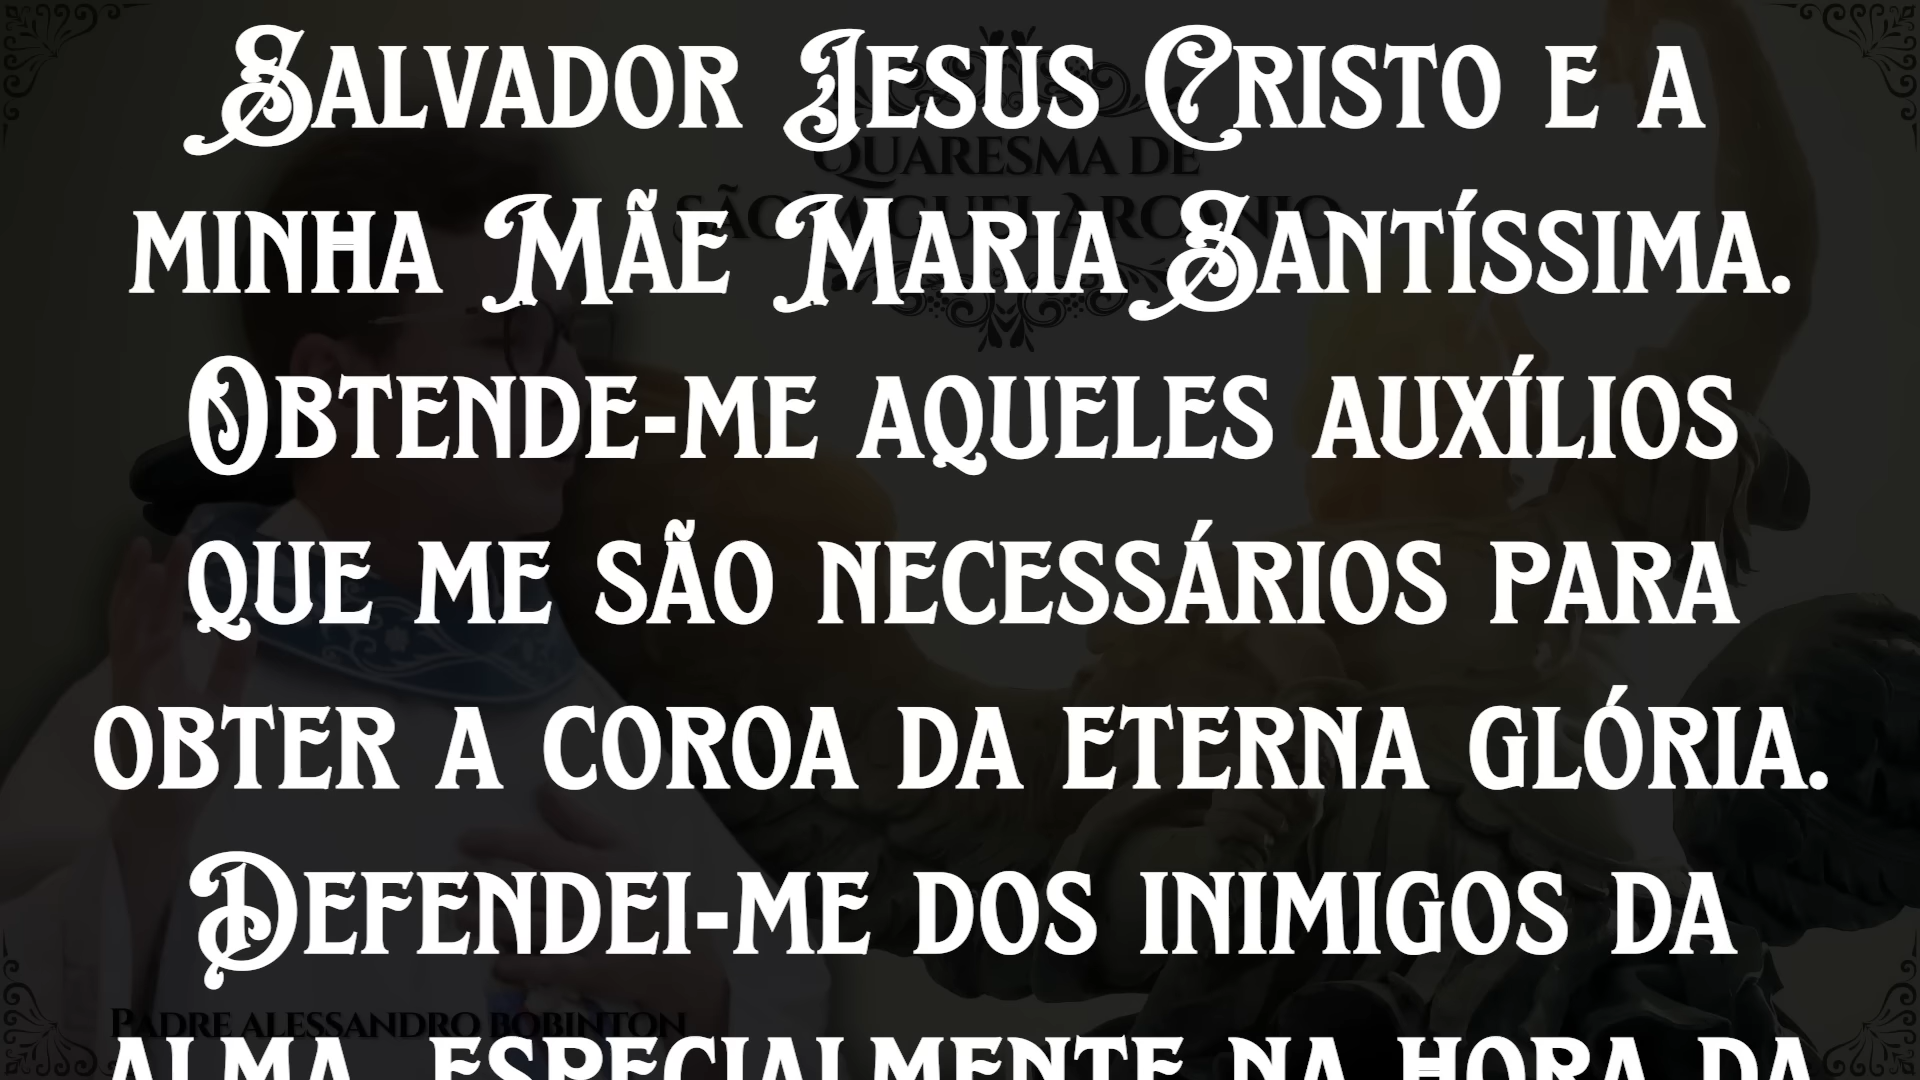 Salvador Jesus Cristo e a
Quaresma de
São Miguel Arcanjo
minha Mãe Maria Santíssima.
Obtende-me aqueles auxílios
que me são necessários para
obter a coroa da eterna glória.
Defendei-me dos inimigos da
Padre Alessandro Bobinton
alma, especialmente na hora da